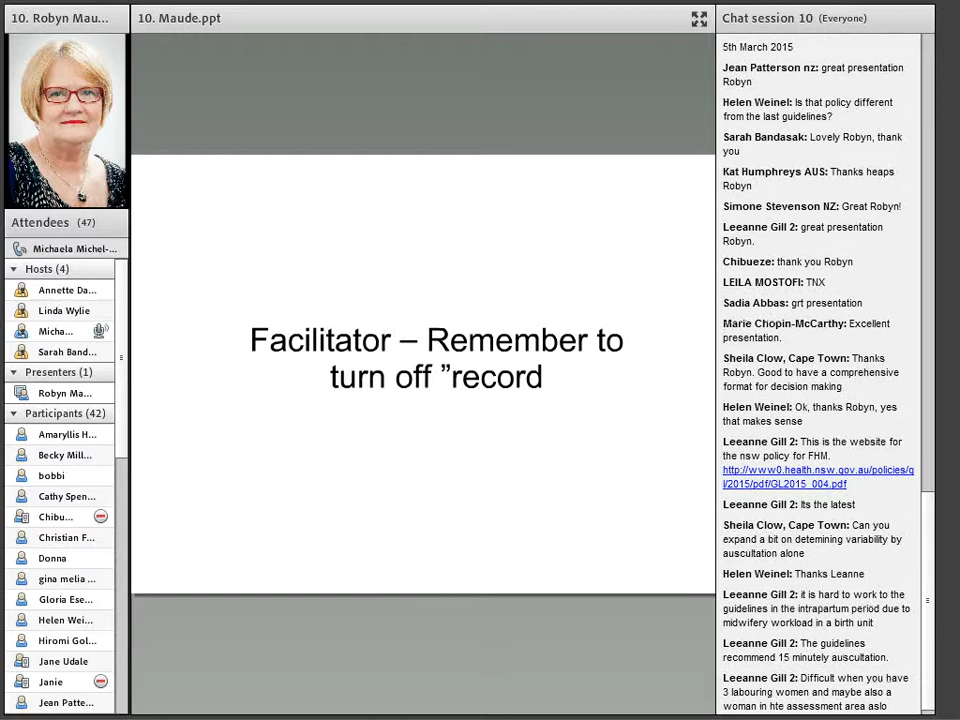 10. Robyn Mau...
Attendees (47)
Michaela Michel-...
Hosts (4)
Annette Da...
Linda Wylie
Micha...
Sarah Band...
Presenters (1)
Robyn Ma...
Participants (42)
Amaryllis H...
Becky Mill...
bobbi
Cathy Spen...
Chibu...
Christian F...
Donna
gina melia ...
Gloria Ese...
Helen Wei...
Hiromi Gol...
Jane Udale
Janie
Jean Patte...
10. Maude.ppt
Facilitator – Remember to
turn off ”record
Chat session 10 (Everyone)
5th March 2015
Jean Patterson nz: great presentation
Robyn
Helen Weinel: Is that policy different
from the last guidelines?
Sarah Bandasak: Lovely Robyn, thank
you
Kat Humphreys AUS: Thanks heaps
Robyn
Simone Stevenson NZ: Great Robyn!
Leeanne Gill 2: great presentation
Robyn.
Chibueze: thank you Robyn
LEILA MOSTOFI: TNX
Sadia Abbas: grt presentation
Marie Chopin-McCarthy: Excellent
presentation.
Sheila Clow, Cape Town: Thanks
Robyn. Good to have a comprehensive
format for decision making
Helen Weinel: Ok, thanks Robyn, yes
that makes sense
Leeanne Gill 2: This is the website for
the nsw policy for FHM.
http://www0.health.nsw.gov.au/policies/g
l/2015/pdf/GL2015_004.pdf
Leeanne Gill 2: Its the latest
Sheila Clow, Cape Town: Can you
expand a bit on detemining variability by
auscultation alone
Helen Weinel: Thanks Leanne
Leeanne Gill 2: it is hard to work to the
guidelines in the intrapartum period due to
midwifery workload in a birth unit
Leeanne Gill 2: The guidelines
recommend 15 minutely auscultation.
Leeanne Gill 2: Difficult when you have
3 labouring women and maybe also a
woman in hte assessment area aslo